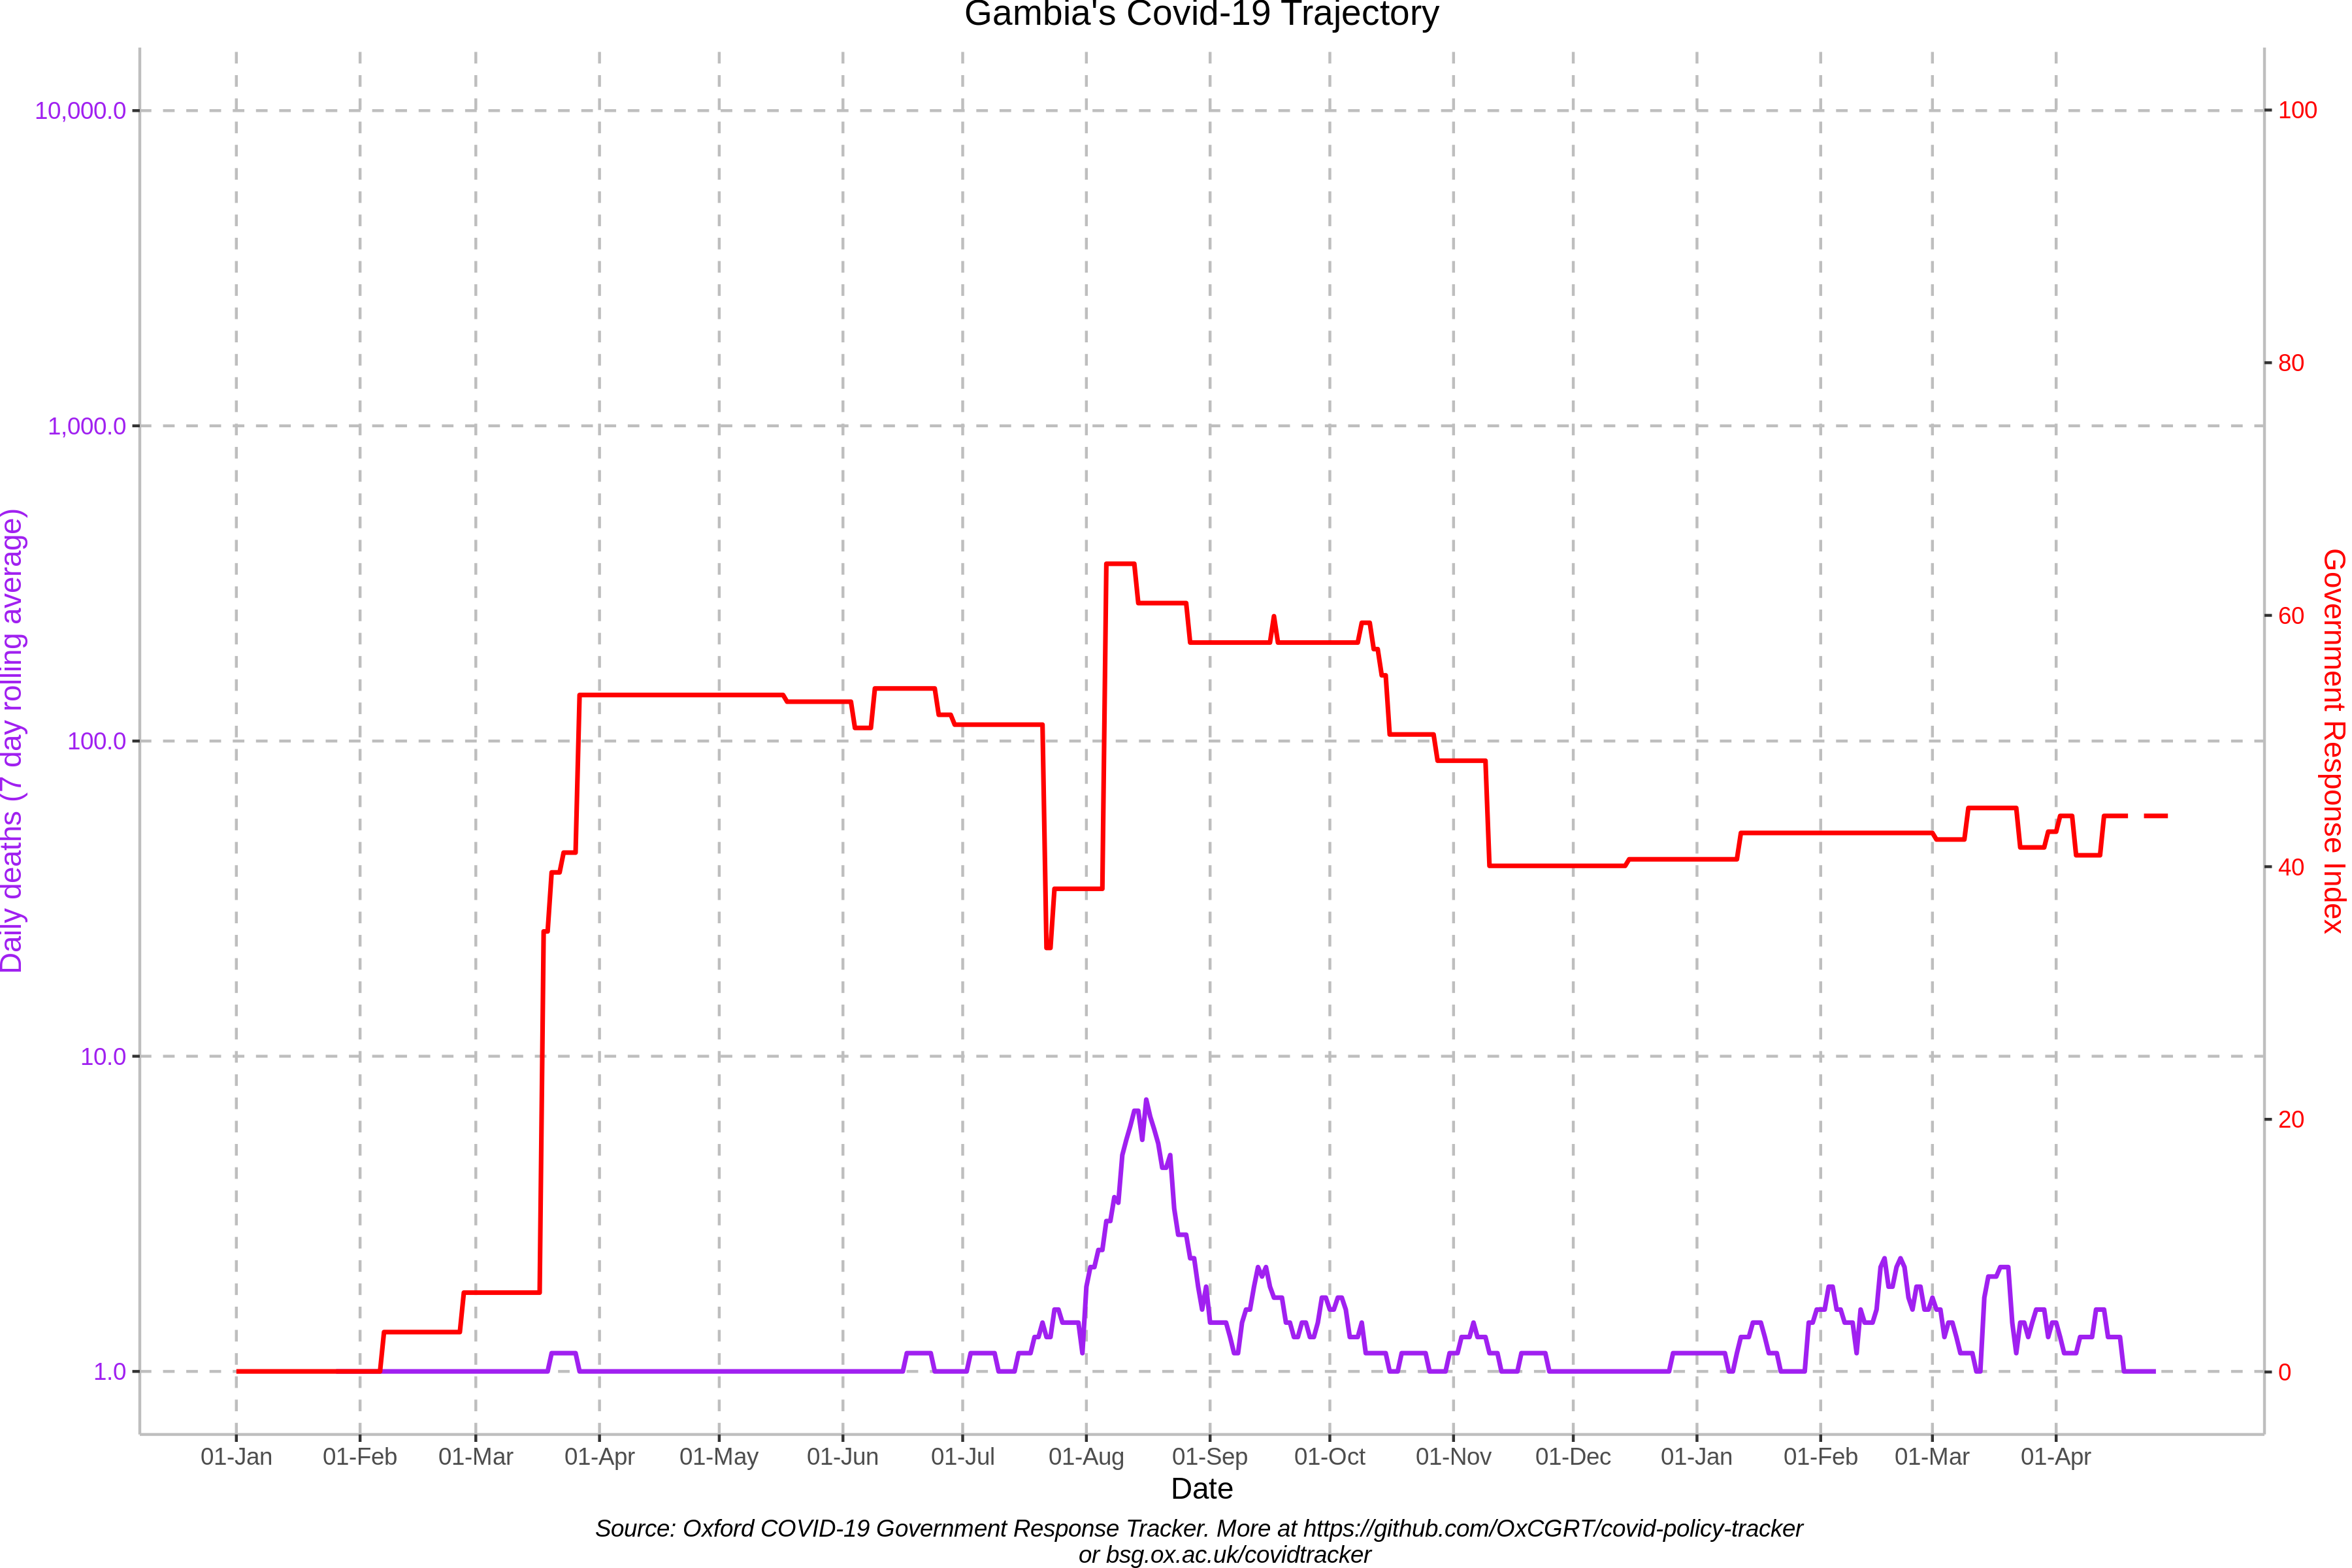 Gambia's Covid-19 Trajectory
10,000.0
1,000.0
100.0
10.0
1.0
Daily deaths (7 day rolling average)
100
80
60
40
20
0
Government Response Index
01-Jan 01-Feb 01-Mar 01-Apr 01-May 01-Jun 01-Jul 01-Aug 01-Sep 01-Oct 01-Nov 01-Dec 01-Jan 01-Feb 01-Mar 01-Apr
Date
Source: Oxford COVID-19 Government Response Tracker. More at https://github.com/OxCGRT/covid-policy-tracker
or bsg.ox.ac.uk/covidtracker